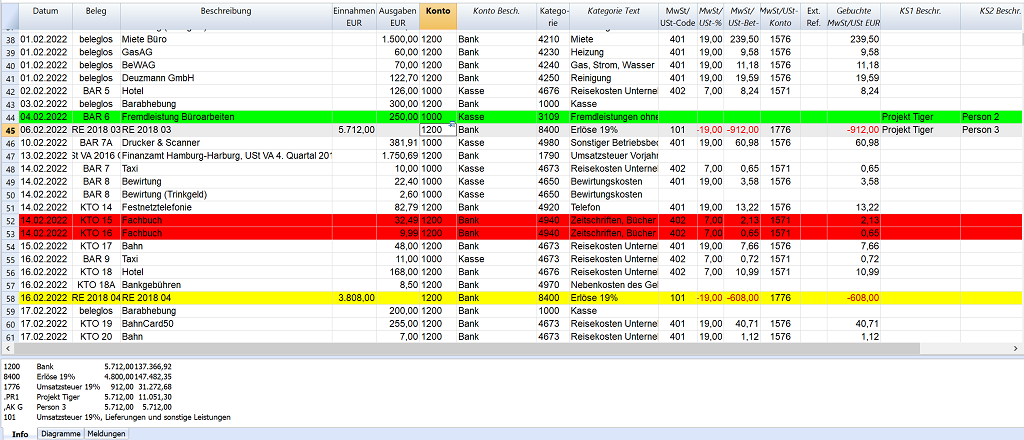 Datum Beleg Beschreibung Einnahmen EUR Ausgaben EUR Konto Konto Besch. Katego- rie Kategorie Text MwSt/ USt-Code MwSt/ USt-% MwSt/ USt-Bet- MwSt/USt- Konto Ext. Ref. Gebuchte MwSt/USt EUR KS1 Beschr. KS2 Beschr.
38 01.02.2022 beleglos Miete Büro 1.500,00 1200 Bank 4210 Miete 401 19,00 239,50 1576 239,50
39 01.02.2022 beleglos GasAG 60,00 1200 Bank 4230 Heizung 401 19,00 9,58 1576 9,58
40 01.02.2022 beleglos BeWAG 70,00 1200 Bank 4240 Gas, Strom, Wasser 401 19,00 11,18 1576 11,18
41 01.02.2022 beleglos Deuzmann GmbH 122,70 1200 Bank 4250 Reinigung 401 19,00 19,59 1576 19,59
42 02.02.2022 BAR 5 Hotel 126,00 1000 Kasse 4676 Reisekosten Unterne 402 7,00 8,24 1571 8,24
43 03.02.2022 beleglos Barabhebung 300,00 1200 Bank 1000 Kasse
44 04.02.2022 BAR 6 Fremdleistung Büroarbeiten 250,00 1000 Kasse 3109 Fremdleistungen ohne Projekt Tiger Person 2
45 06.02.2022 RE 2018 03 RE 2018 03 5.712,00 1200 Bank 8400 Erlöse 19% 101 -19,00 -912,00 1776 -912,00 Projekt Tiger Person 3
46 10.02.2022 BAR 7A Drucker & Scanner 381,91 1000 Kasse 4980 Sonstiger Betriebsbec 401 19,00 60,98 1576 60,98
47 13.02.2022 St VA 2016 Finanzamt Hamburg-Harburg, USt VA 4. Quartal 201 1.750,69 1200 Bank 1790 Umsatzsteuer Vorjahr
48 14.02.2022 BAR 7 Taxi 10,00 1000 Kasse 4673 Reisekosten Unterne 402 7,00 0,65 1571 0,65
49 14.02.2022 BAR 8 Bewirtung 22,40 1000 Kasse 4650 Bewirtungskosten 401 19,00 3,58 1576 3,58
50 14.02.2022 BAR 8 Bewirtung (Trinkgeld) 2,60 1000 Kasse 4650 Bewirtungskosten
51 14.02.2022 KTO 14 Festnetztelefonie 82,79 1200 Bank 4920 Telefon 401 19,00 13,22 1576 13,22
52 14.02.2022 KTO 15 Fachbuch 32,49 1200 Bank 4940 Zeitschriften, Bücher 402 7,00 2,13 1571 2,13
53 14.02.2022 KTO 16 Fachbuch 9,99 1200 Bank 4940 Zeitschriften, Bücher 402 7,00 0,65 1571 0,65
54 15.02.2022 KTO 17 Bahn 48,00 1200 Bank 4673 Reisekosten Unterne 401 19,00 7,66 1576 7,66
55 16.02.2022 BAR 9 Taxi 11,00 1000 Kasse 4673 Reisekosten Unterne 402 7,00 0,72 1571 0,72
56 16.02.2022 KTO 18 Hotel 168,00 1200 Bank 4676 Reisekosten Unterne 402 7,00 10,99 1571 10,99
57 16.02.2022 KTO 18A Bankgebühren 8,50 1200 Bank 4970 Nebenkosten des Gel
58 16.02.2022 RE 2018 04 RE 2018 04 3.808,00 1200 Bank 8400 Erlöse 19% 101 -19,00 -608,00 1776 -608,00
59 17.02.2022 beleglos Barabhebung 200,00 1200 Bank 1000 Kasse
60 17.02.2022 KTO 19 BahnCard50 255,00 1200 Bank 4673 Reisekosten Unterne 401 19,00 40,71 1576 40,71
61 17.02.2022 KTO 20 Bahn 7,00 1200 Bank 4673 Reisekosten Unterne 401 19,00 1,12 1576 1,12
1200 Bank 5.712,00 137.366,92
8400 Erlöse 19% 4.800,00 147.482,35
1776 Umsatzsteuer 19% 912,00 31.272,68
.PR1 Projekt Tiger 5.712,00 11.051,30
,AK G Person 3 5.712,00 5.712,00
101 Umsatzsteuer 19%, Lieferungen und sonstige Leistungen
Info Diagramme Meldungen